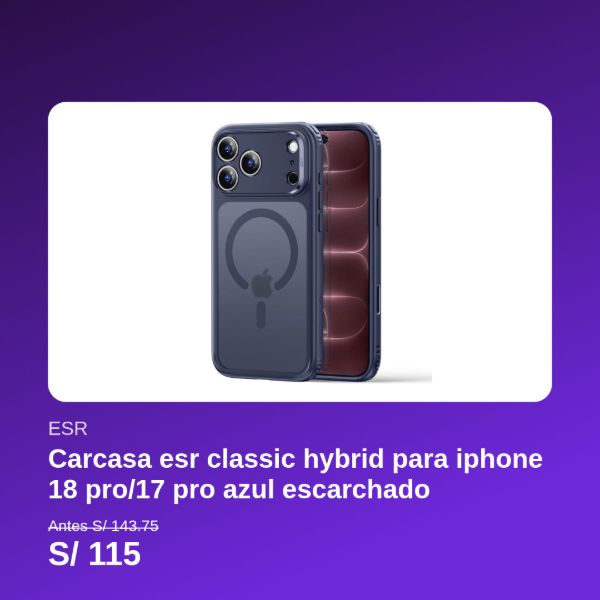 ESR
Carcasa esr classic hybrid para iphone
18 pro/17 pro azul escarchado
Antes S/ 143.75
S/ 115